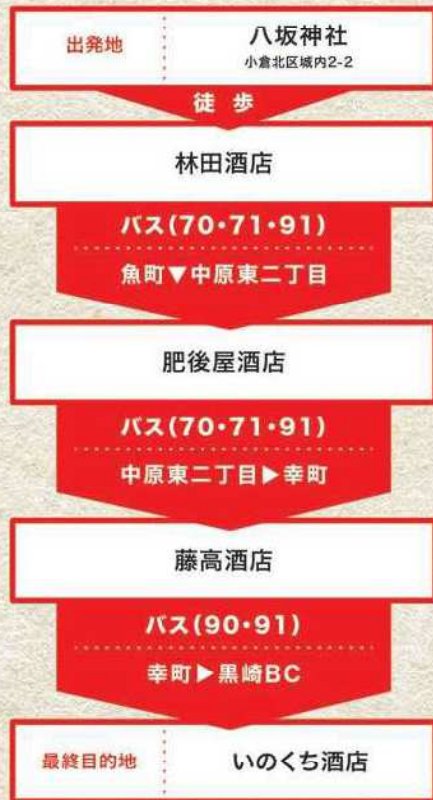 出発地
八坂神社
小倉北区城内2-2
徒歩
林田酒店
バス(70・71・91)
魚町▼中原東二丁目
肥後屋酒店
バス(70・71・91)
中原東二丁目▶幸町
藤高酒店
バス(90・91)
幸町▶黒崎BC
最終目的地
いのくち酒店